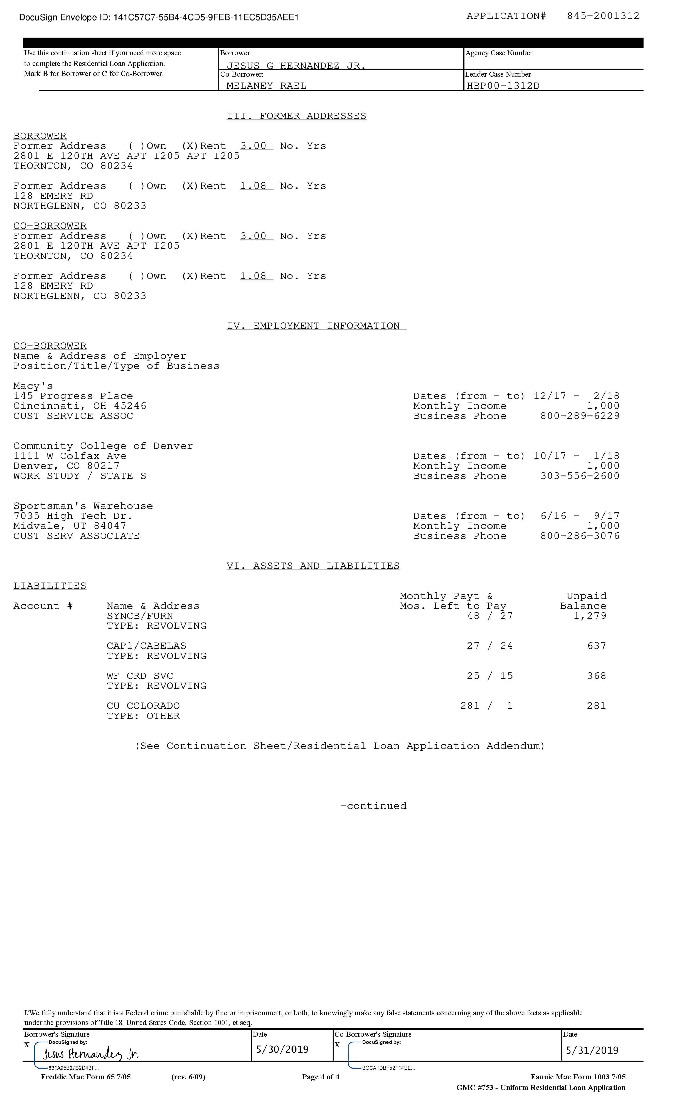 DocuSign Envelope ID: 141C57C7-55B4-4CD5-9FEB-11EC5D35AEE1
APPLICATION# 845-2001312
Use this continuation sheet if you need more space
to complete the Residential Loan Application.
Mark B for Borrower or C for Co-Borrower.
Borrower
JESUS G HERNANDEZ JR.
Co-Borrower:
MELANEY RAEL
Agency Case Number
Lender Case Number
HBP00-1312D
III. FORMER ADDRESSES
BORROWER
Former Address ( )Own (X)Rent 3.00 No. Yrs
2801 E 120TH AVE APT I205 APT I205
THORNTON, CO 80234
Former Address ( )Own (X)Rent 1.08 No. Yrs
128 EMERY RD
NORTHGLENN, CO 80233
CO-BORROWER
Former Address ( )Own (X)Rent 3.00 No. Yrs
2801 E 120TH AVE APT I205
THORNTON, CO 80234
Former Address ( )Own (X)Rent 1.08 No. Yrs
128 EMERY RD
NORTHGLENN, CO 80233
IV. EMPLOYMENT INFORMATION
CO-BORROWER
Name & Address of Employer
Position/Title/Type of Business
Macy's
145 Progress Place Dates (from - to) 12/17 - 2/18
Cincinnati, OH 45246 Monthly Income 1,000
CUST SERVICE ASSOC Business Phone 800-289-6229
Community College of Denver
1111 W Colfax Ave Dates (from - to) 10/17 - 1/18
Denver, CO 80217 Monthly Income 1,000
WORK STUDY / STATE S Business Phone 303-556-2600
Sportsman's Warehouse
7035 High Tech Dr. Dates (from - to) 6/16 - 9/17
Midvale, UT 84047 Monthly Income 1,000
CUST SERV ASSOCIATE Business Phone 800-286-3076
VI. ASSETS AND LIABILITIES
LIABILITIES
Monthly Payt & Unpaid
Account # Name & Address Mos. Left to Pay Balance
SYNCB/FURN 48 / 27 1,279
TYPE: REVOLVING
CAP1/CABELAS 27 / 24 637
TYPE: REVOLVING
WF CRD SVC 25 / 15 368
TYPE: REVOLVING
CU COLORADO 281 / 1 281
TYPE: OTHER
(See Continuation Sheet/Residential Loan Application Addendum)
-continued
I/We fully understand that it is a Federal crime punishable by fine or imprisonment, or both, to knowingly make any false statements concerning any of the above facts as applicable
under the provisions of Title 18, United States Code, Section 1001, et seq.
Borrower's Signature Date Co-Borrower's Signature Date
X DocuSigned by: X DocuSigned by:
Jesus Hernandez Jr. 5/30/2019 5/31/2019
Freddie Mac Form 65 7/05 (rev. 6/09) Page 4 of 4 Fannie Mae Form 1003 7/05
GMC #753 - Uniform Residential Loan Application